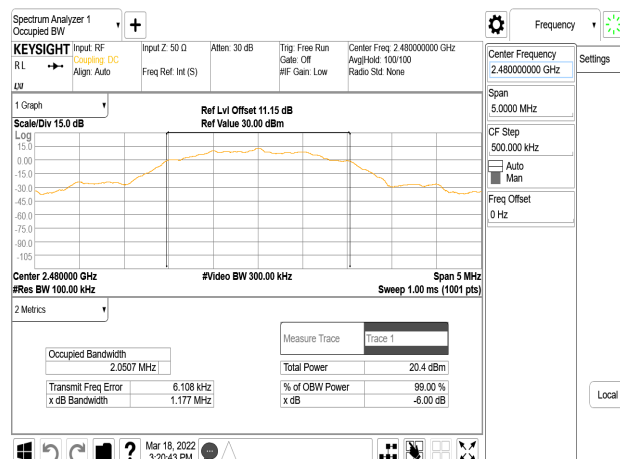 Spectrum Analyzer 1
Occupied BW
Frequency
KEYSIGHT
Input: RF
Input Z: 50 Ω
Atten: 30 dB
Trig: Free Run
Center Freq: 2.480000000 GHz
RL
Coupling: DC
Gate: Off
Avg|Hold: 100/100
Align: Auto
Freq Ref: Int (S)
#IF Gain: Low
Radio Std: None
Center Frequency
2.480000000 GHz
Settings
Span
5.0000 MHz
CF Step
500.000 kHz
Auto
Man
Freq Offset
0 Hz
Local
1 Graph
Ref Lvl Offset 11.15 dB
Scale/Div 15.0 dB
Ref Value 30.00 dBm
Log
15.0
0.00
-15.0
-30.0
-45.0
-60.0
-75.0
-90.0
-105
Center 2.480000 GHz
#Video BW 300.00 kHz
Span 5 MHz
#Res BW 100.00 kHz
Sweep 1.00 ms (1001 pts)
2 Metrics
Measure Trace
Trace 1
Occupied Bandwidth
2.0507 MHz
Total Power
20.4 dBm
Transmit Freq Error
6.108 kHz
% of OBW Power
99.00 %
x dB Bandwidth
1.177 MHz
x dB
-6.00 dB
?
Mar 18, 2022
3:20:43 PM